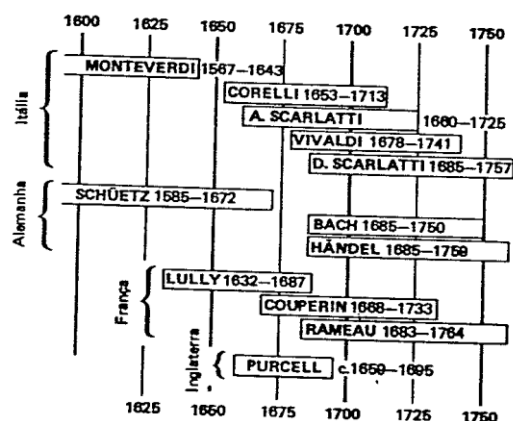 1600 1625 1650 1675 1700 1725 1750
Itália
MONTEVERDI 1567–1643
CORELLI 1653–1713
A. SCARLATTI 1660–1725
VIVALDI 1678–1741
D. SCARLATTI 1685–1757
Alemanha
SCHÜETZ 1585–1672
BACH 1685–1750
HÄNDEL 1685–1759
França
LULLY 1632–1687
COUPERIN 1668–1733
RAMEAU 1683–1764
Inglaterra
PURCELL c.1659–1695
1625 1650 1675 1700 1725 1750